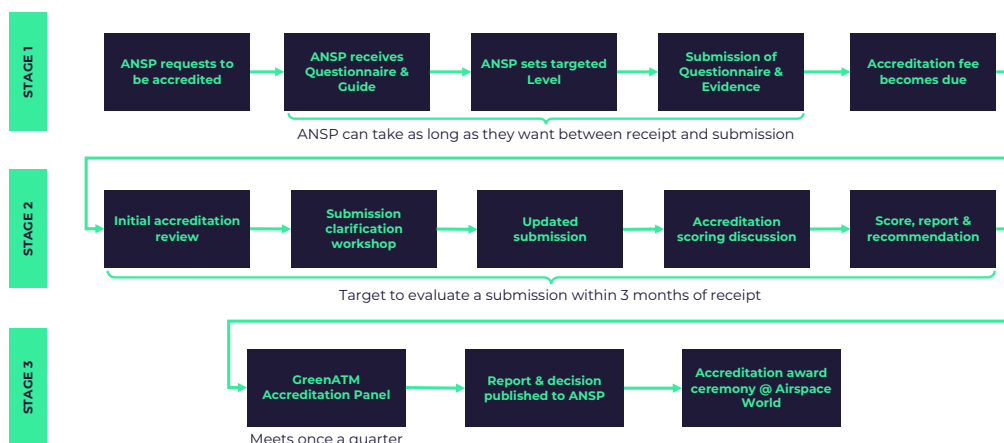 STAGE 1
ANSP requests to
be accredited
ANSP receives
Questionnaire &
Guide
ANSP sets targeted
Level
Submission of
Questionnaire &
Evidence
Accreditation fee
becomes due
ANSP can take as long as they want between receipt and submission
STAGE 2
Initial accreditation
review
Submission
clarification
workshop
Updated
submission
Accreditation
scoring discussion
Score, report &
recommendation
Target to evaluate a submission within 3 months of receipt
STAGE 3
GreenATM
Accreditation Panel
Report & decision
published to ANSP
Accreditation award
ceremony @ Airspace
World
Meets once a quarter